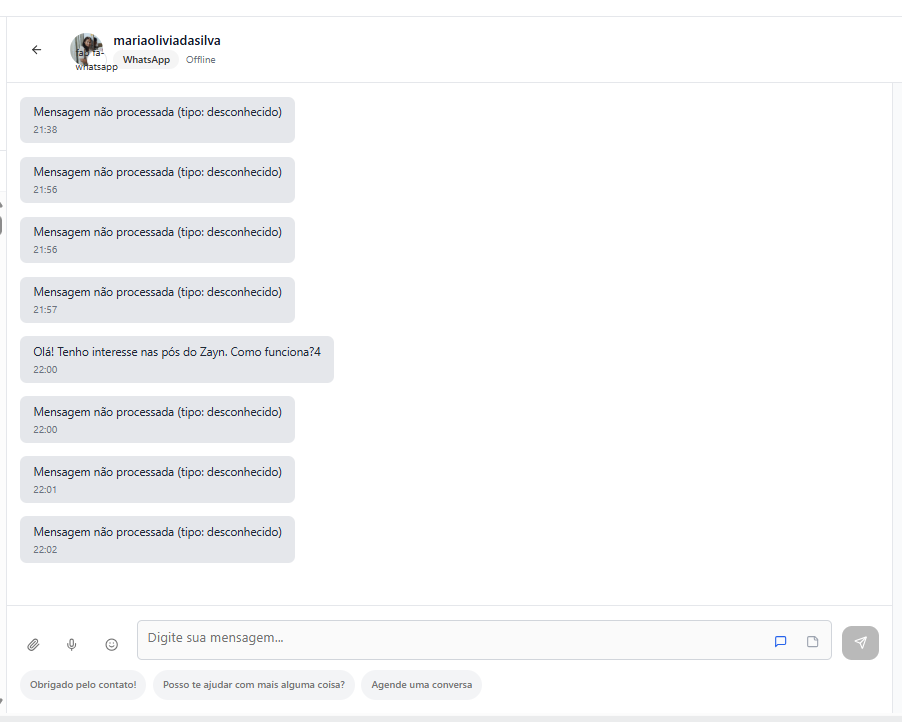 mariaoliviadasilva
fab fa-
whatsapp
WhatsApp Offline
Mensagem não processada (tipo: desconhecido)
21:38
Mensagem não processada (tipo: desconhecido)
21:56
Mensagem não processada (tipo: desconhecido)
21:56
Mensagem não processada (tipo: desconhecido)
21:57
Olá! Tenho interesse nas pós do Zayn. Como funciona?4
22:00
Mensagem não processada (tipo: desconhecido)
22:00
Mensagem não processada (tipo: desconhecido)
22:01
Mensagem não processada (tipo: desconhecido)
22:02
Digite sua mensagem...
Obrigado pelo contato! Posso te ajudar com mais alguma coisa? Agende uma conversa